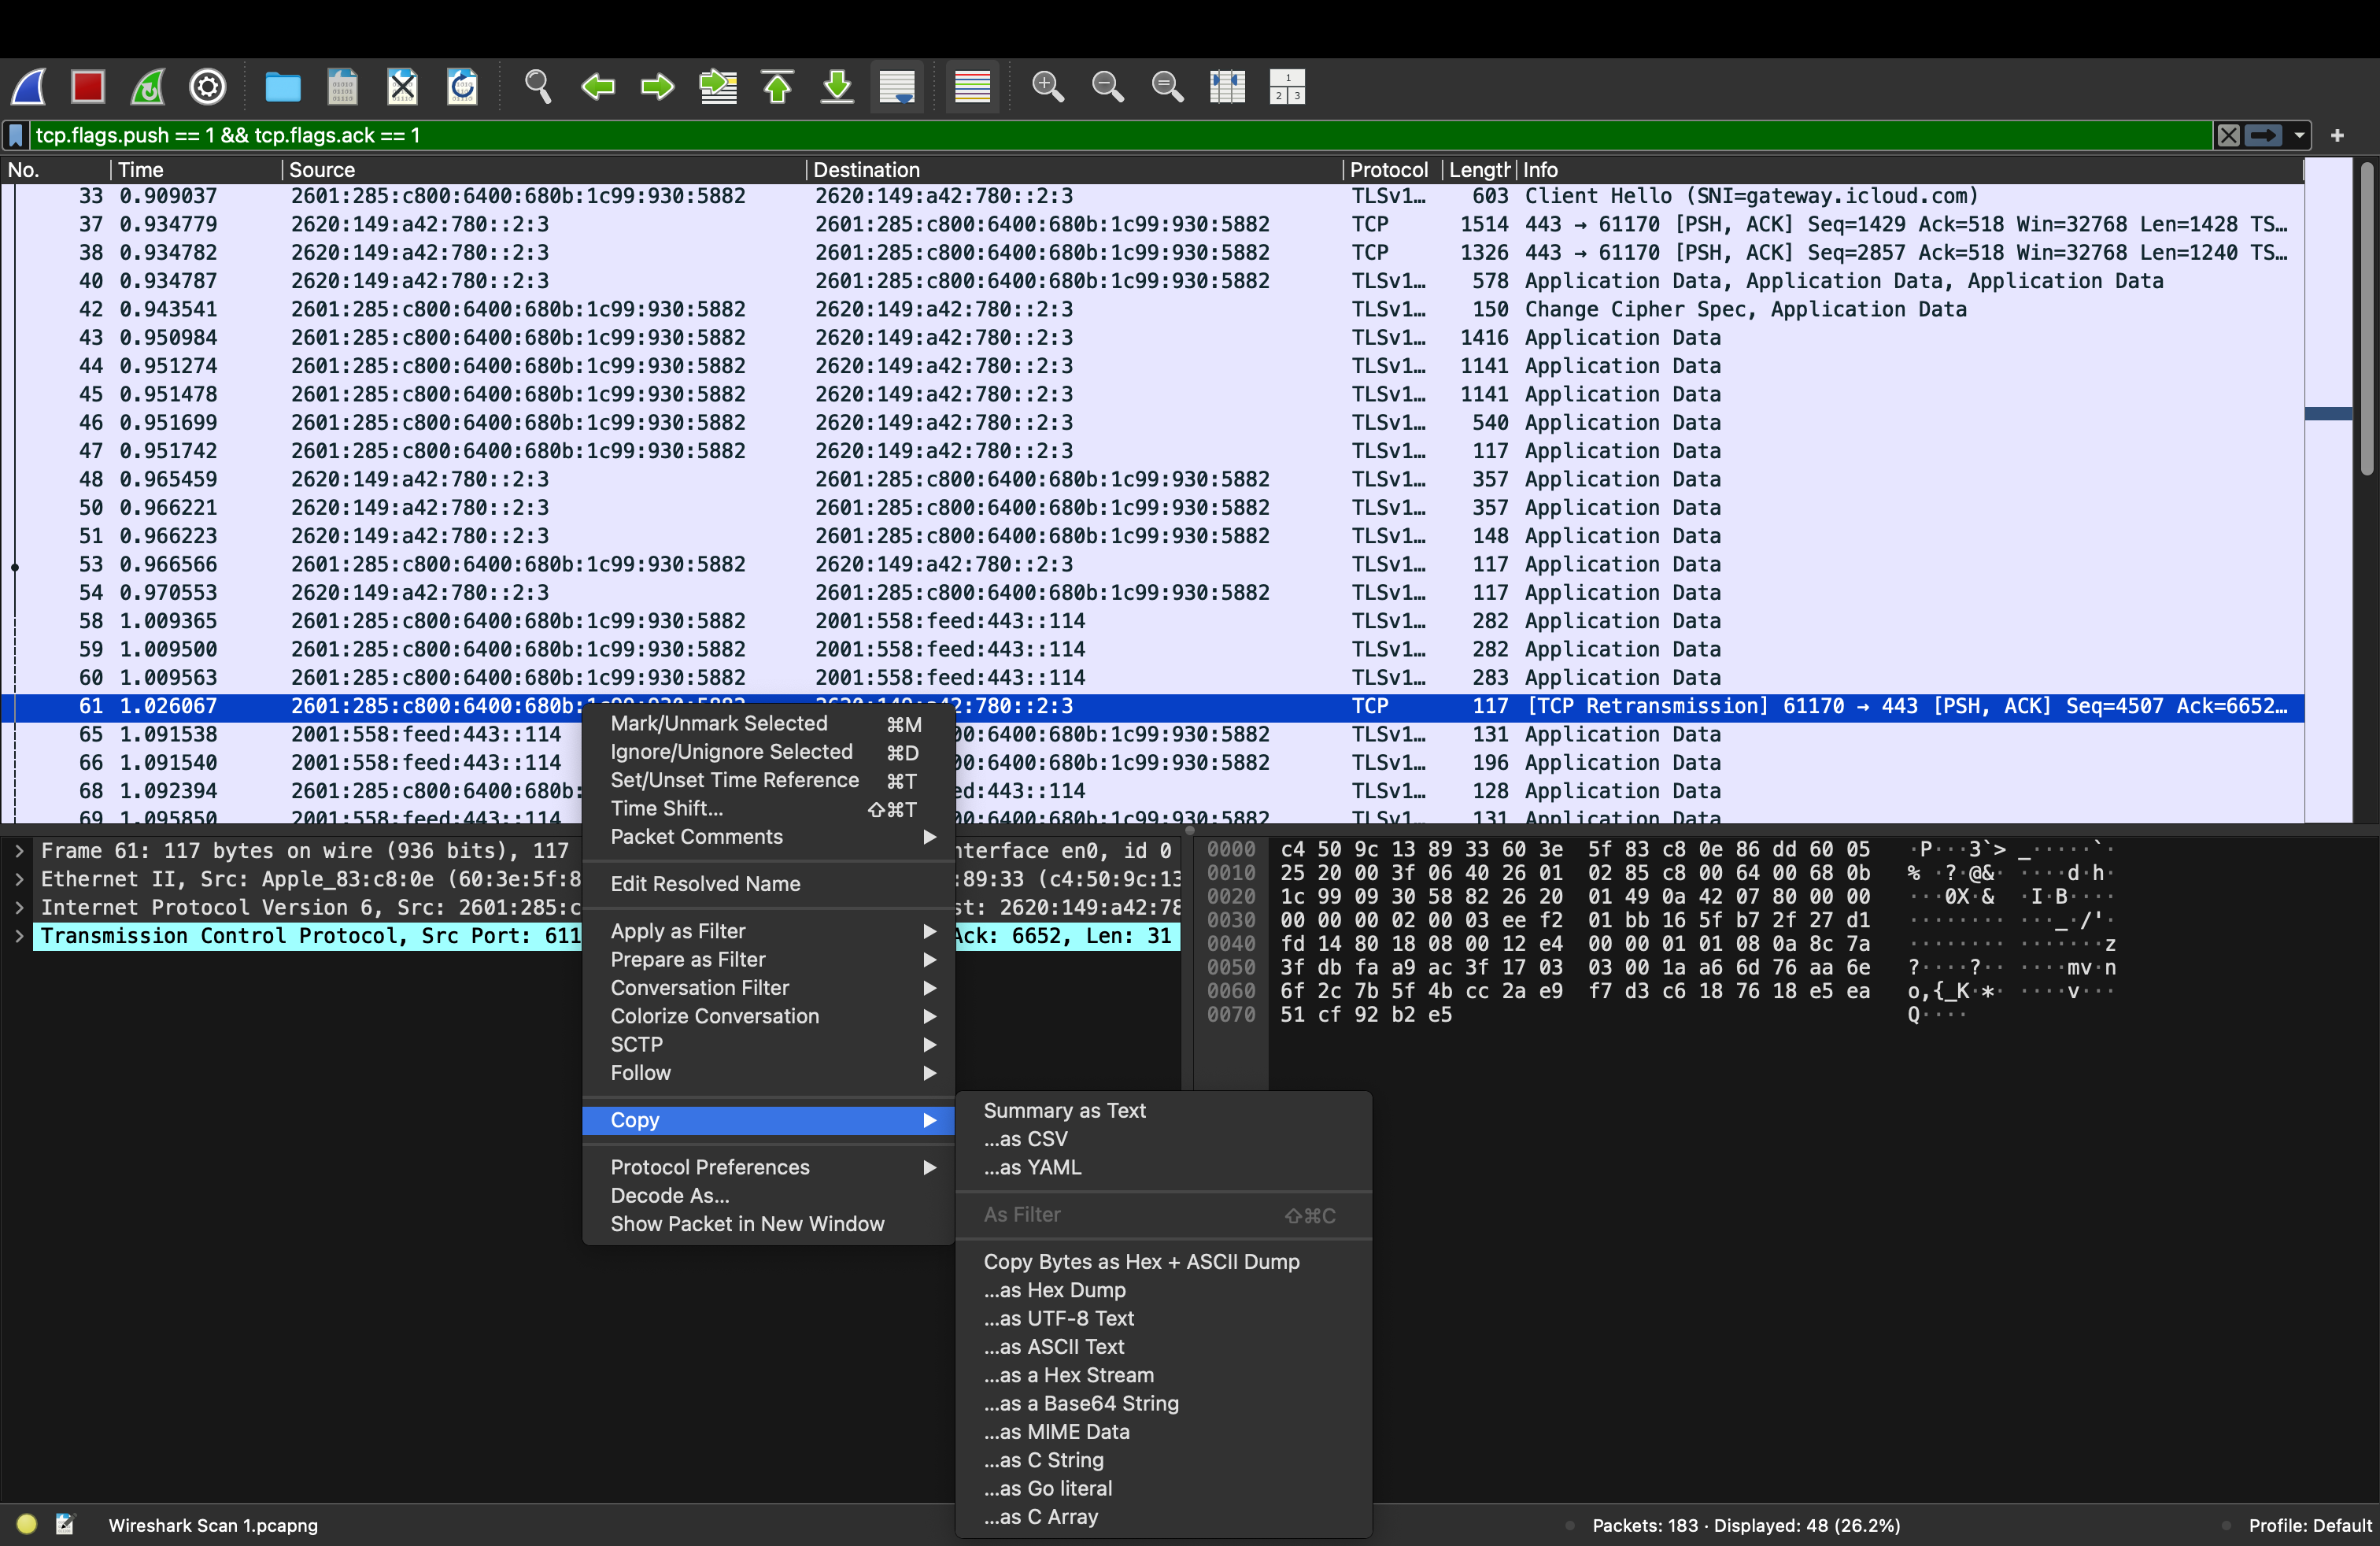 tcp.flags.push == 1 && tcp.flags.ack == 1
No. Time Source Destination Protocol Length Info
33 0.909037 2601:285:c800:6400:680b:1c99:930:5882 2620:149:a42:780::2:3 TLSv1… 603 Client Hello (SNI=gateway.icloud.com)
37 0.934779 2620:149:a42:780::2:3 2601:285:c800:6400:680b:1c99:930:5882 TCP 1514 443 → 61170 [PSH, ACK] Seq=1429 Ack=518 Win=32768 Len=1428 TS…
38 0.934782 2620:149:a42:780::2:3 2601:285:c800:6400:680b:1c99:930:5882 TCP 1326 443 → 61170 [PSH, ACK] Seq=2857 Ack=518 Win=32768 Len=1240 TS…
40 0.934787 2620:149:a42:780::2:3 2601:285:c800:6400:680b:1c99:930:5882 TLSv1… 578 Application Data, Application Data, Application Data
42 0.943541 2601:285:c800:6400:680b:1c99:930:5882 2620:149:a42:780::2:3 TLSv1… 150 Change Cipher Spec, Application Data
43 0.950984 2601:285:c800:6400:680b:1c99:930:5882 2620:149:a42:780::2:3 TLSv1… 1416 Application Data
44 0.951274 2601:285:c800:6400:680b:1c99:930:5882 2620:149:a42:780::2:3 TLSv1… 1141 Application Data
45 0.951478 2601:285:c800:6400:680b:1c99:930:5882 2620:149:a42:780::2:3 TLSv1… 1141 Application Data
46 0.951699 2601:285:c800:6400:680b:1c99:930:5882 2620:149:a42:780::2:3 TLSv1… 540 Application Data
47 0.951742 2601:285:c800:6400:680b:1c99:930:5882 2620:149:a42:780::2:3 TLSv1… 117 Application Data
48 0.965459 2620:149:a42:780::2:3 2601:285:c800:6400:680b:1c99:930:5882 TLSv1… 357 Application Data
50 0.966221 2620:149:a42:780::2:3 2601:285:c800:6400:680b:1c99:930:5882 TLSv1… 357 Application Data
51 0.966223 2620:149:a42:780::2:3 2601:285:c800:6400:680b:1c99:930:5882 TLSv1… 148 Application Data
53 0.966566 2601:285:c800:6400:680b:1c99:930:5882 2620:149:a42:780::2:3 TLSv1… 117 Application Data
54 0.970553 2620:149:a42:780::2:3 2601:285:c800:6400:680b:1c99:930:5882 TLSv1… 117 Application Data
58 1.009365 2601:285:c800:6400:680b:1c99:930:5882 2001:558:feed:443::114 TLSv1… 282 Application Data
59 1.009500 2601:285:c800:6400:680b:1c99:930:5882 2001:558:feed:443::114 TLSv1… 282 Application Data
60 1.009563 2601:285:c800:6400:680b:1c99:930:5882 2001:558:feed:443::114 TLSv1… 283 Application Data
61 1.026067 2601:285:c800:6400:680b:1c99:930:5882 2620:149:a42:780::2:3 TCP 117 [TCP Retransmission] 61170 → 443 [PSH, ACK] Seq=4507 Ack=6652…
65 1.091538 2001:558:feed:443::114 00:6400:680b:1c99:930:5882 TLSv1… 131 Application Data
66 1.091540 2001:558:feed:443::114 00:6400:680b:1c99:930:5882 TLSv1… 196 Application Data
68 1.092394 2601:285:c800:6400:680b: ed:443::114 TLSv1… 128 Application Data
69 1.095850 2001:558:feed:443::114 00:6400:680b:1c99:930:5882 TLSv1… 131 Application Data
Mark/Unmark Selected ⌘M
Ignore/Unignore Selected ⌘D
Set/Unset Time Reference ⌘T
Time Shift... ⇧⌘T
Packet Comments
Edit Resolved Name
Apply as Filter
Prepare as Filter
Conversation Filter
Colorize Conversation
SCTP
Follow
Copy
Protocol Preferences
Decode As...
Show Packet in New Window
Summary as Text
...as CSV
...as YAML
As Filter ⇧⌘C
Copy Bytes as Hex + ASCII Dump
...as Hex Dump
...as UTF-8 Text
...as ASCII Text
...as a Hex Stream
...as a Base64 String
...as MIME Data
...as C String
...as Go literal
...as C Array
Frame 61: 117 bytes on wire (936 bits), 117 nterface en0, id 0
Ethernet II, Src: Apple_83:c8:0e (60:3e:5f:8 :89:33 (c4:50:9c:13
Internet Protocol Version 6, Src: 2601:285:c st: 2620:149:a42:78
Transmission Control Protocol, Src Port: 611 Ack: 6652, Len: 31
0000 c4 50 9c 13 89 33 60 3e 5f 83 c8 0e 86 dd 60 05 ·P···3`> _·····`·
0010 25 20 00 3f 06 40 26 01 02 85 c8 00 64 00 68 0b % ·?·@&· ····d·h·
0020 1c 99 09 30 58 82 26 20 01 49 0a 42 07 80 00 00 ···0X·& ·I·B····
0030 00 00 00 02 00 03 ee f2 01 bb 16 5f b7 2f 27 d1 ········ ···_·/'·
0040 fd 14 80 18 08 00 12 e4 00 00 01 01 08 0a 8c 7a ········ ·······z
0050 3f db fa a9 ac 3f 17 03 03 00 1a a6 6d 76 aa 6e ?····?·· ····mv·n
0060 6f 2c 7b 5f 4b cc 2a e9 f7 d3 c6 18 76 18 e5 ea o,{_K·*· ····v···
0070 51 cf 92 b2 e5 Q····
Wireshark Scan 1.pcapng
Packets: 183 · Displayed: 48 (26.2%)
Profile: Default